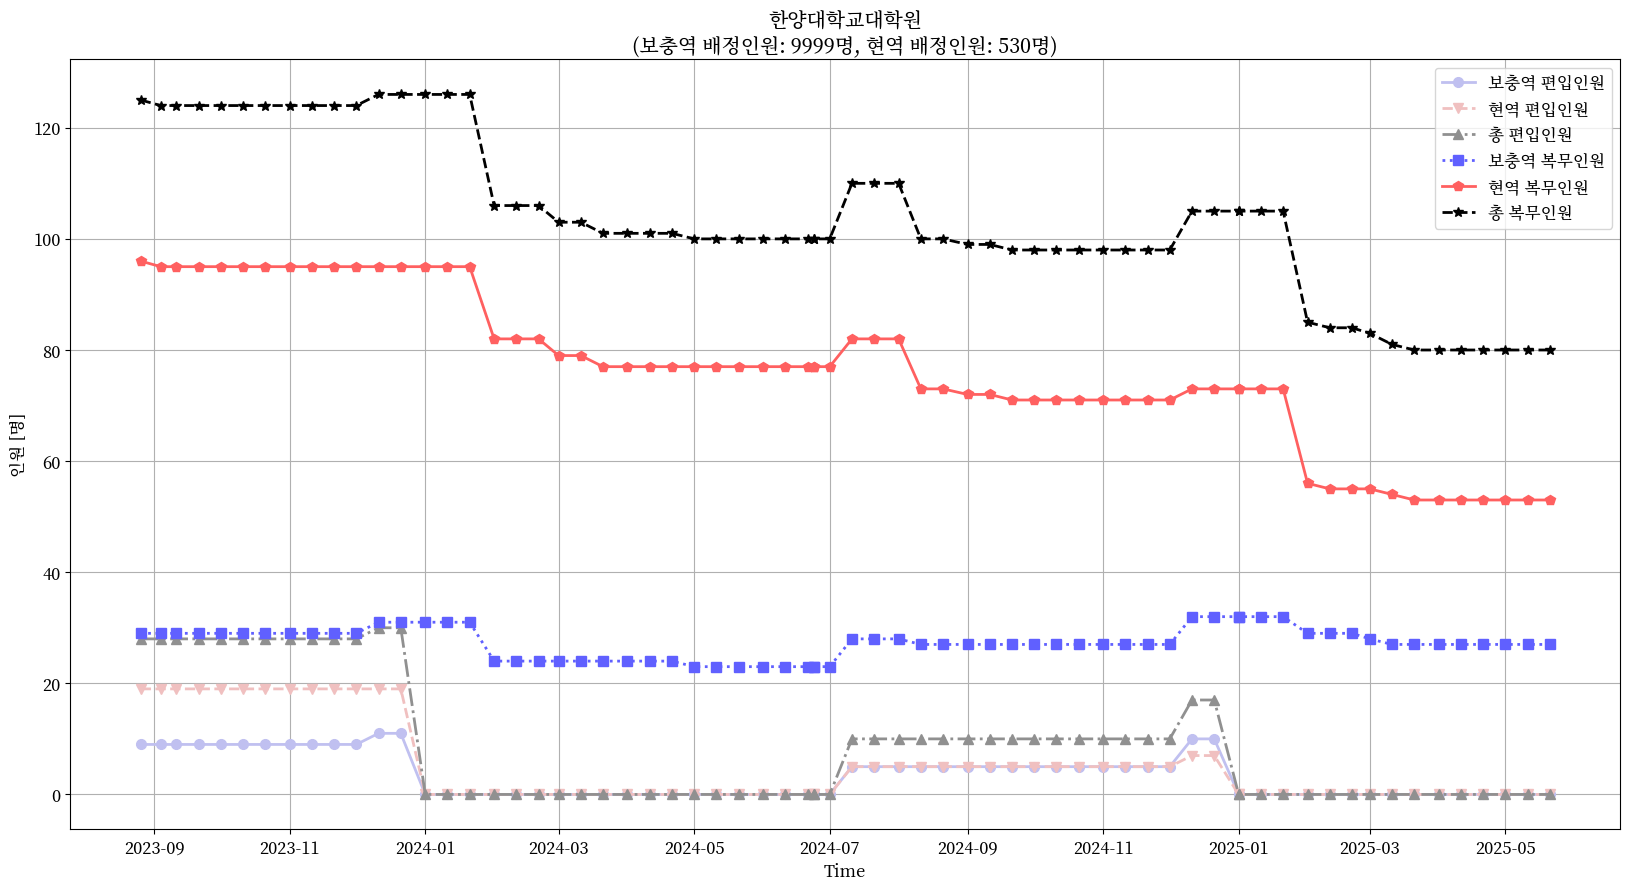 한양대학교대학원
(보충역 배정인원: 9999명, 현역 배정인원: 530명)
보충역 편입인원
현역 편입인원
총 편입인원
보충역 복무인원
현역 복무인원
총 복무인원
인원 [명]
120
100
80
60
40
20
0
2023-09
2023-11
2024-01
2024-03
2024-05
2024-07
2024-09
2024-11
2025-01
2025-03
2025-05
Time